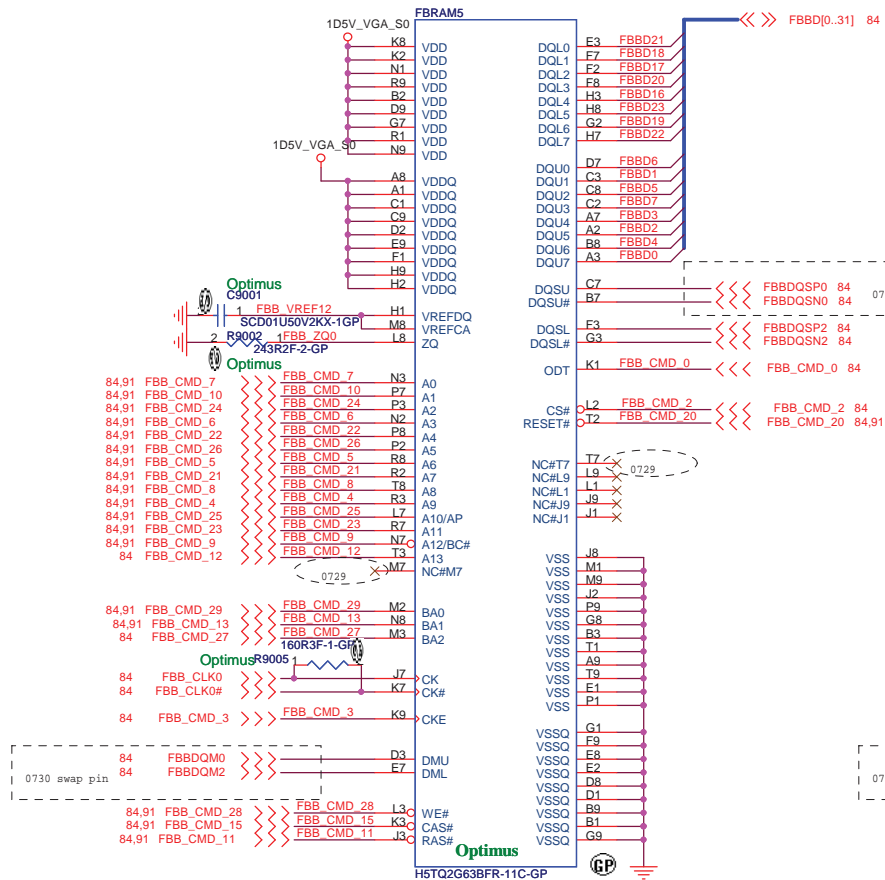 FBRAM5
1D5V_VGA_S0
K8 VDD
K2 VDD
N1 VDD
R9 VDD
B2 VDD
D9 VDD
G7 VDD
R1 VDD
N9 VDD
1D5V_VGA_S0
A8 VDDQ
A1 VDDQ
C1 VDDQ
C9 VDDQ
D2 VDDQ
E9 VDDQ
F1 VDDQ
H9 VDDQ
H2 VDDQ
Optimus
C9001
1 FBB_VREF12 H1 VREFDQ
SCD01U50V2KX-1GP M8 VREFCA
2 R9002 1 FBB_ZQ0 L8 ZQ
243R2F-2-GP
Optimus
84,91 FBB_CMD_7 FBB_CMD_7 N3 A0
84,91 FBB_CMD_10 FBB_CMD_10 P7 A1
84,91 FBB_CMD_24 FBB_CMD_24 P3 A2
84,91 FBB_CMD_6 FBB_CMD_6 N2 A3
84,91 FBB_CMD_22 FBB_CMD_22 P8 A4
84,91 FBB_CMD_26 FBB_CMD_26 P2 A5
84,91 FBB_CMD_5 FBB_CMD_5 R8 A6
84,91 FBB_CMD_21 FBB_CMD_21 R2 A7
84,91 FBB_CMD_8 FBB_CMD_8 T8 A8
84,91 FBB_CMD_4 FBB_CMD_4 R3 A9
84,91 FBB_CMD_25 FBB_CMD_25 L7 A10/AP
84,91 FBB_CMD_23 FBB_CMD_23 R7 A11
84,91 FBB_CMD_9 FBB_CMD_9 N7 A12/BC#
84 FBB_CMD_12 FBB_CMD_12 T3 A13
0729 M7 NC#M7
84,91 FBB_CMD_29 FBB_CMD_29 M2 BA0
84,91 FBB_CMD_13 FBB_CMD_13 N8 BA1
84 FBB_CMD_27 FBB_CMD_27 M3 BA2
160R3F-1-GP
Optimus R9005 1
84 FBB_CLK0 J7 CK
84 FBB_CLK0# K7 CK#
84 FBB_CMD_3 FBB_CMD_3 K9 CKE
84 FBBDQM0 D3 DMU
0730 swap pin
84 FBBDQM2 E7 DML
84,91 FBB_CMD_28 FBB_CMD_28 L3 WE#
84,91 FBB_CMD_15 FBB_CMD_15 K3 CAS#
84,91 FBB_CMD_11 FBB_CMD_11 J3 RAS#
Optimus
H5TQ2G63BFR-11C-GP
FBBD[0..31] 84
DQL0 E3 FBBD21
DQL1 F7 FBBD18
DQL2 F2 FBBD17
DQL3 F8 FBBD20
DQL4 H3 FBBD16
DQL5 H8 FBBD23
DQL6 G2 FBBD19
DQL7 H7 FBBD22
DQU0 D7 FBBD6
DQU1 C3 FBBD1
DQU2 C8 FBBD5
DQU3 C2 FBBD7
DQU4 A7 FBBD3
DQU5 A2 FBBD2
DQU6 B8 FBBD4
DQU7 A3 FBBD0
DQSU C7 FBBDQSP0 84
DQSU# B7 FBBDQSN0 84
07
DQSL F3 FBBDQSP2 84
DQSL# G3 FBBDQSN2 84
ODT K1 FBB_CMD_0 FBB_CMD_0 84
CS# L2 FBB_CMD_2 FBB_CMD_2 84
RESET# T2 FBB_CMD_20 FBB_CMD_20 84,91
NC#T7 T7
0729
NC#L9 L9
NC#L1 L1
NC#J9 J9
NC#J1 J1
VSS J8
VSS M1
VSS M9
VSS J2
VSS P9
VSS G8
VSS B3
VSS T1
VSS A9
VSS T9
VSS E1
VSS P1
VSSQ G1
VSSQ F9
VSSQ E8
VSSQ E2
VSSQ D8
VSSQ D1
VSSQ B9
VSSQ B1
VSSQ G9
07
GP